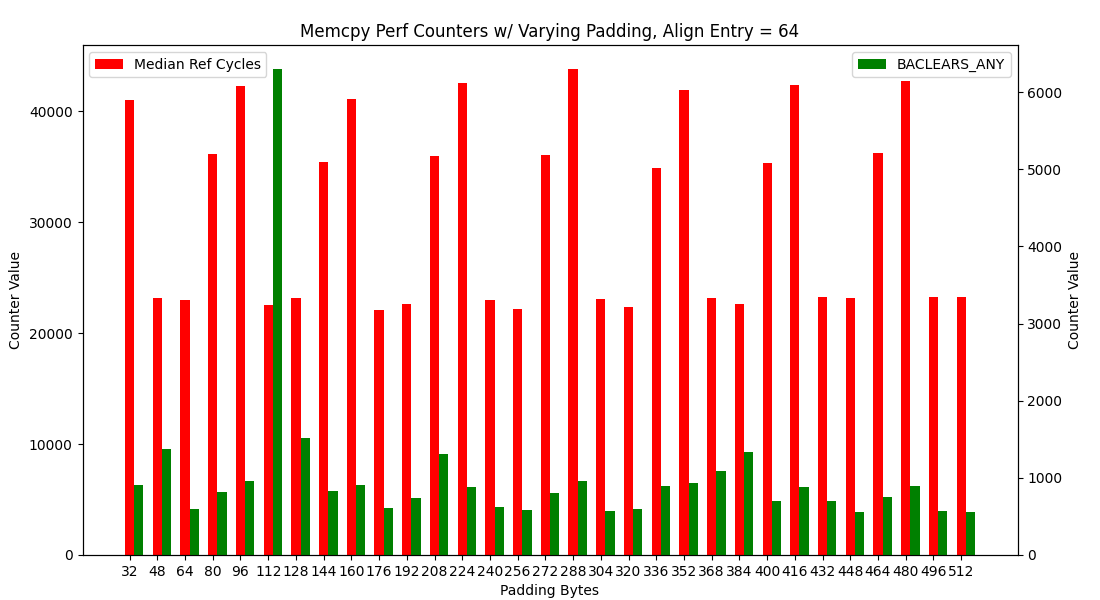 Memcpy Perf Counters w/ Varying Padding, Align Entry = 64
Median Ref Cycles
BACLEARS_ANY
Counter Value
40000
30000
20000
10000
0
6000
5000
4000
3000
2000
1000
0
Counter Value
32 48 64 80 96 112 128 144 160 176 192 208 224 240 256 272 288 304 320 336 352 368 384 400 416 432 448 464 480 496 512
Padding Bytes